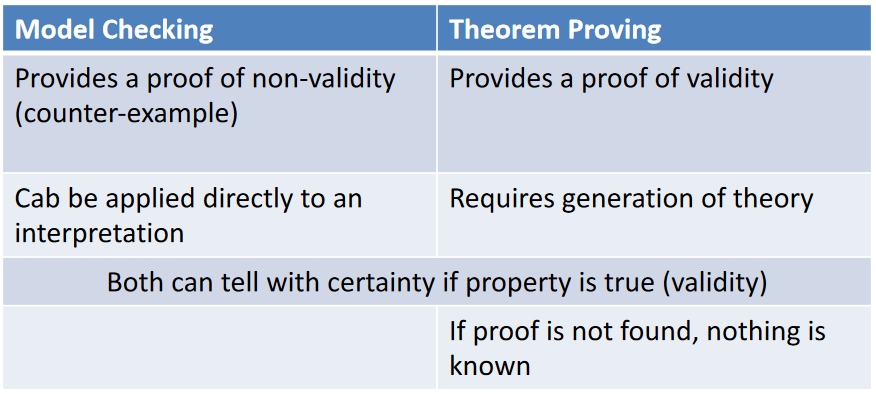 Model Checking
Theorem Proving
Provides a proof of non-validity
(counter-example)
Provides a proof of validity
Cab be applied directly to an
interpretation
Requires generation of theory
Both can tell with certainty if property is true (validity)
If proof is not found, nothing is
known